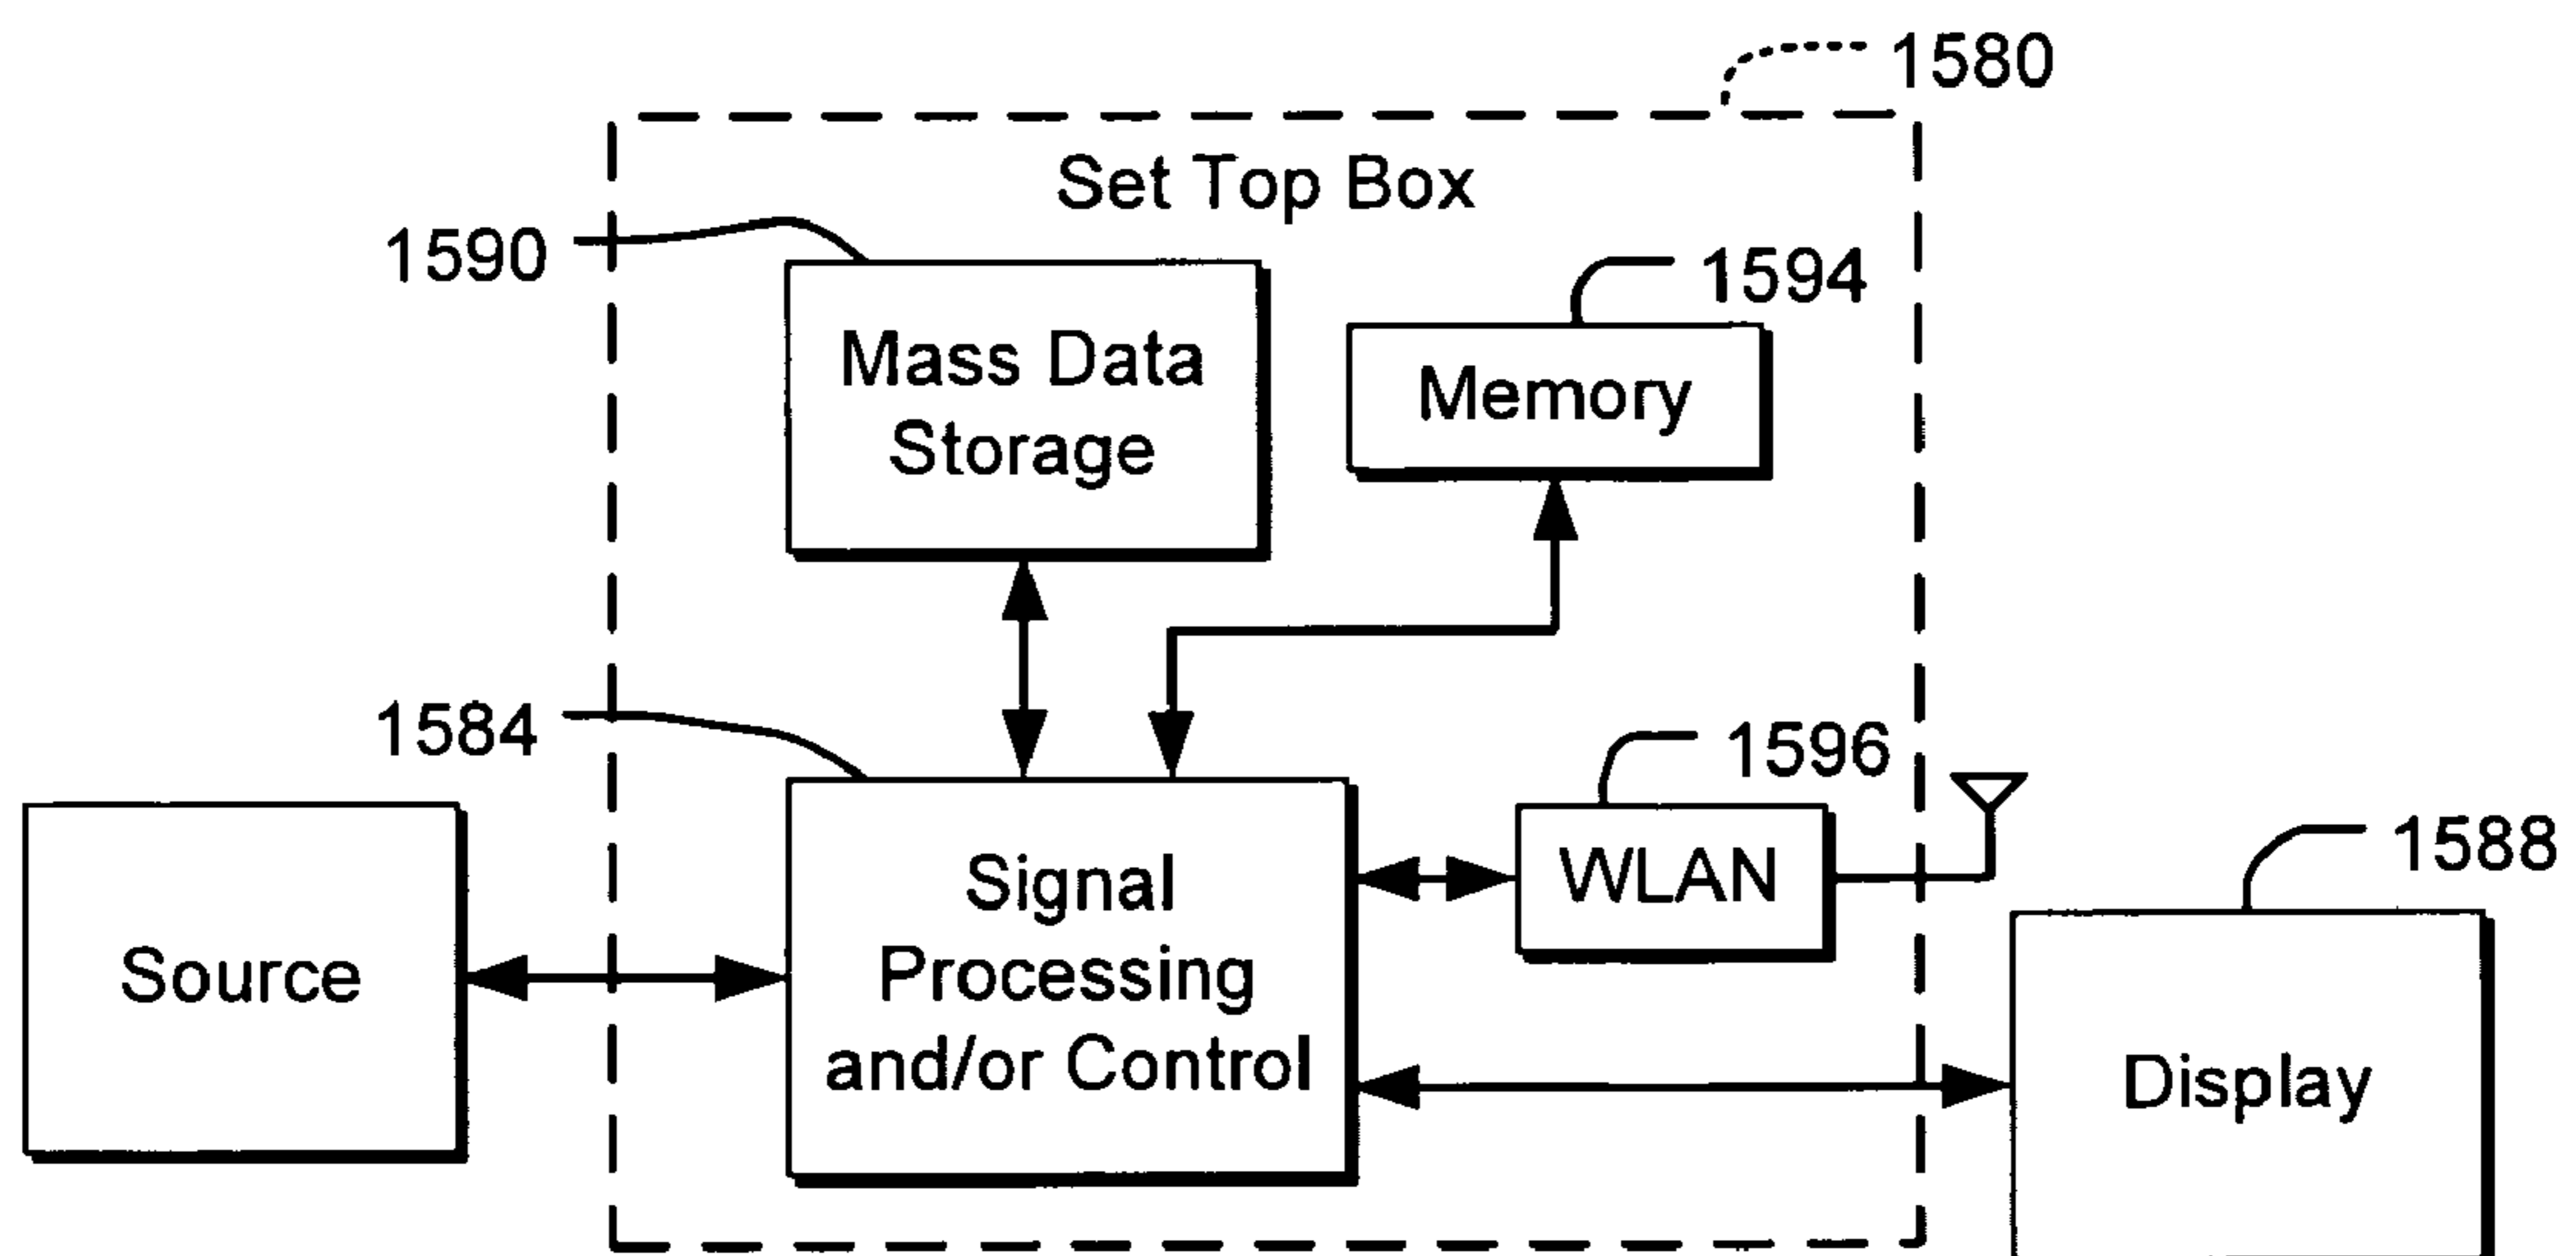 1580
Set Top Box
1590
1594
Mass Data
Storage
Memory
1584
1596
1588
Source
Signal
Processing
and/or Control
WLAN
Display